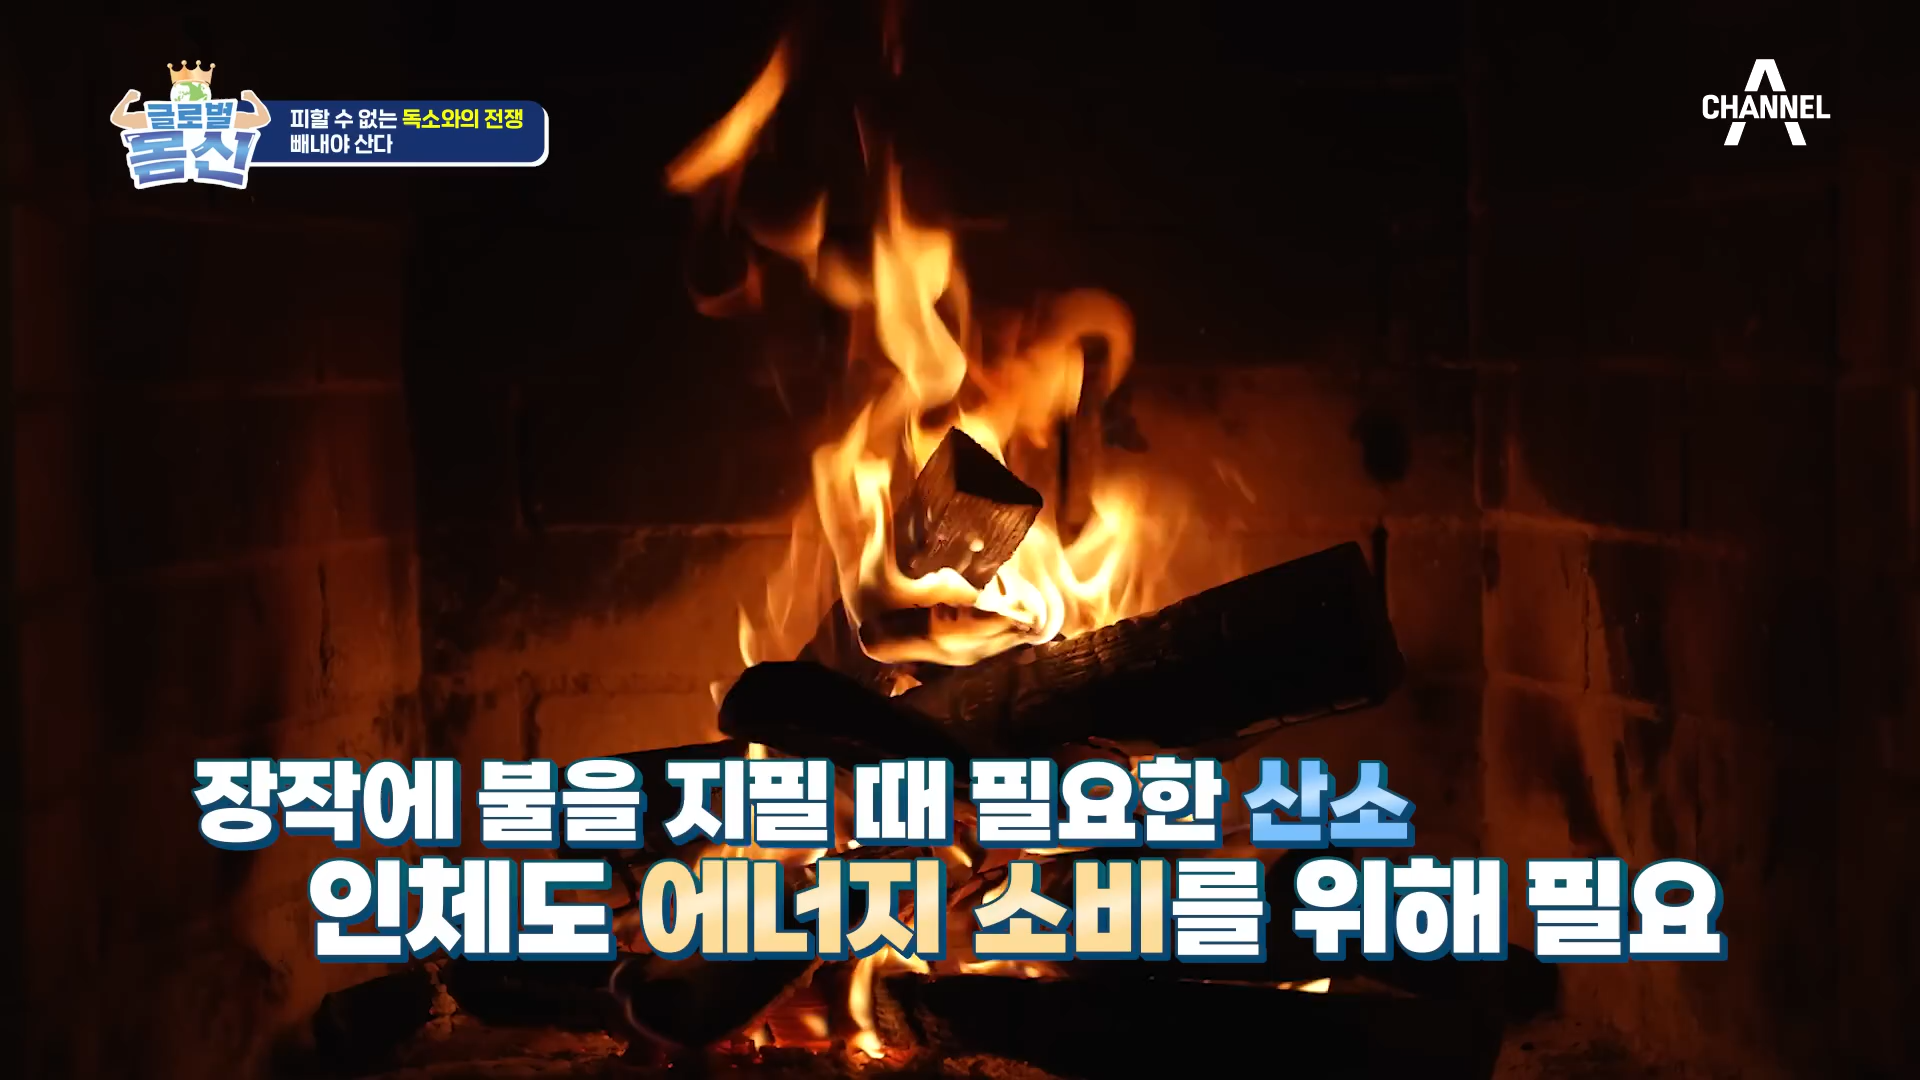 글로벌
몸신
피할 수 없는 독소와의 전쟁
빼내야 산다
CHANNEL A
장작에 불을 지필 때 필요한 산소
인체도 에너지 소비를 위해 필요